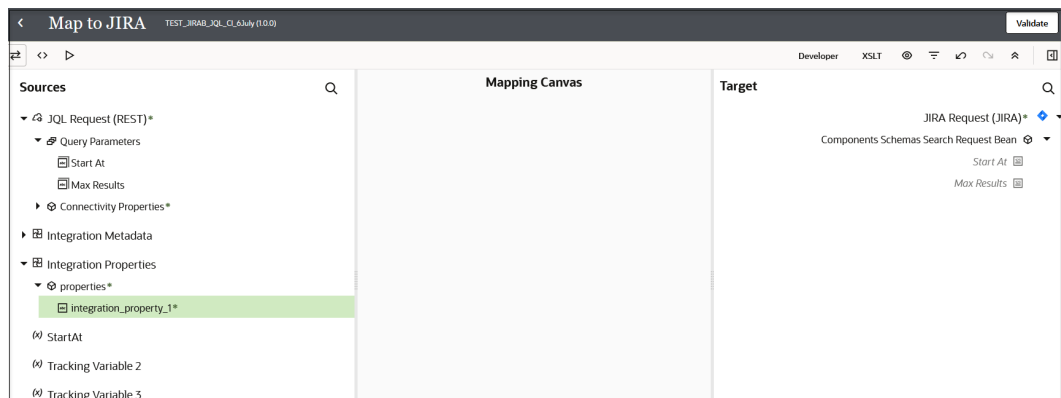 Map to JIRA TEST_JIRAB_JQL_CI_6July (1.0.0) Validate
Developer XSLT
Sources
JQL Request (REST)*
Query Parameters
Start At
Max Results
Connectivity Properties*
Integration Metadata
Integration Properties
properties*
integration_property_1*
(x) StartAt
(x) Tracking Variable 2
(x) Tracking Variable 3
Mapping Canvas
Target
JIRA Request (JIRA)*
Components Schemas Search Request Bean
Start At
Max Results